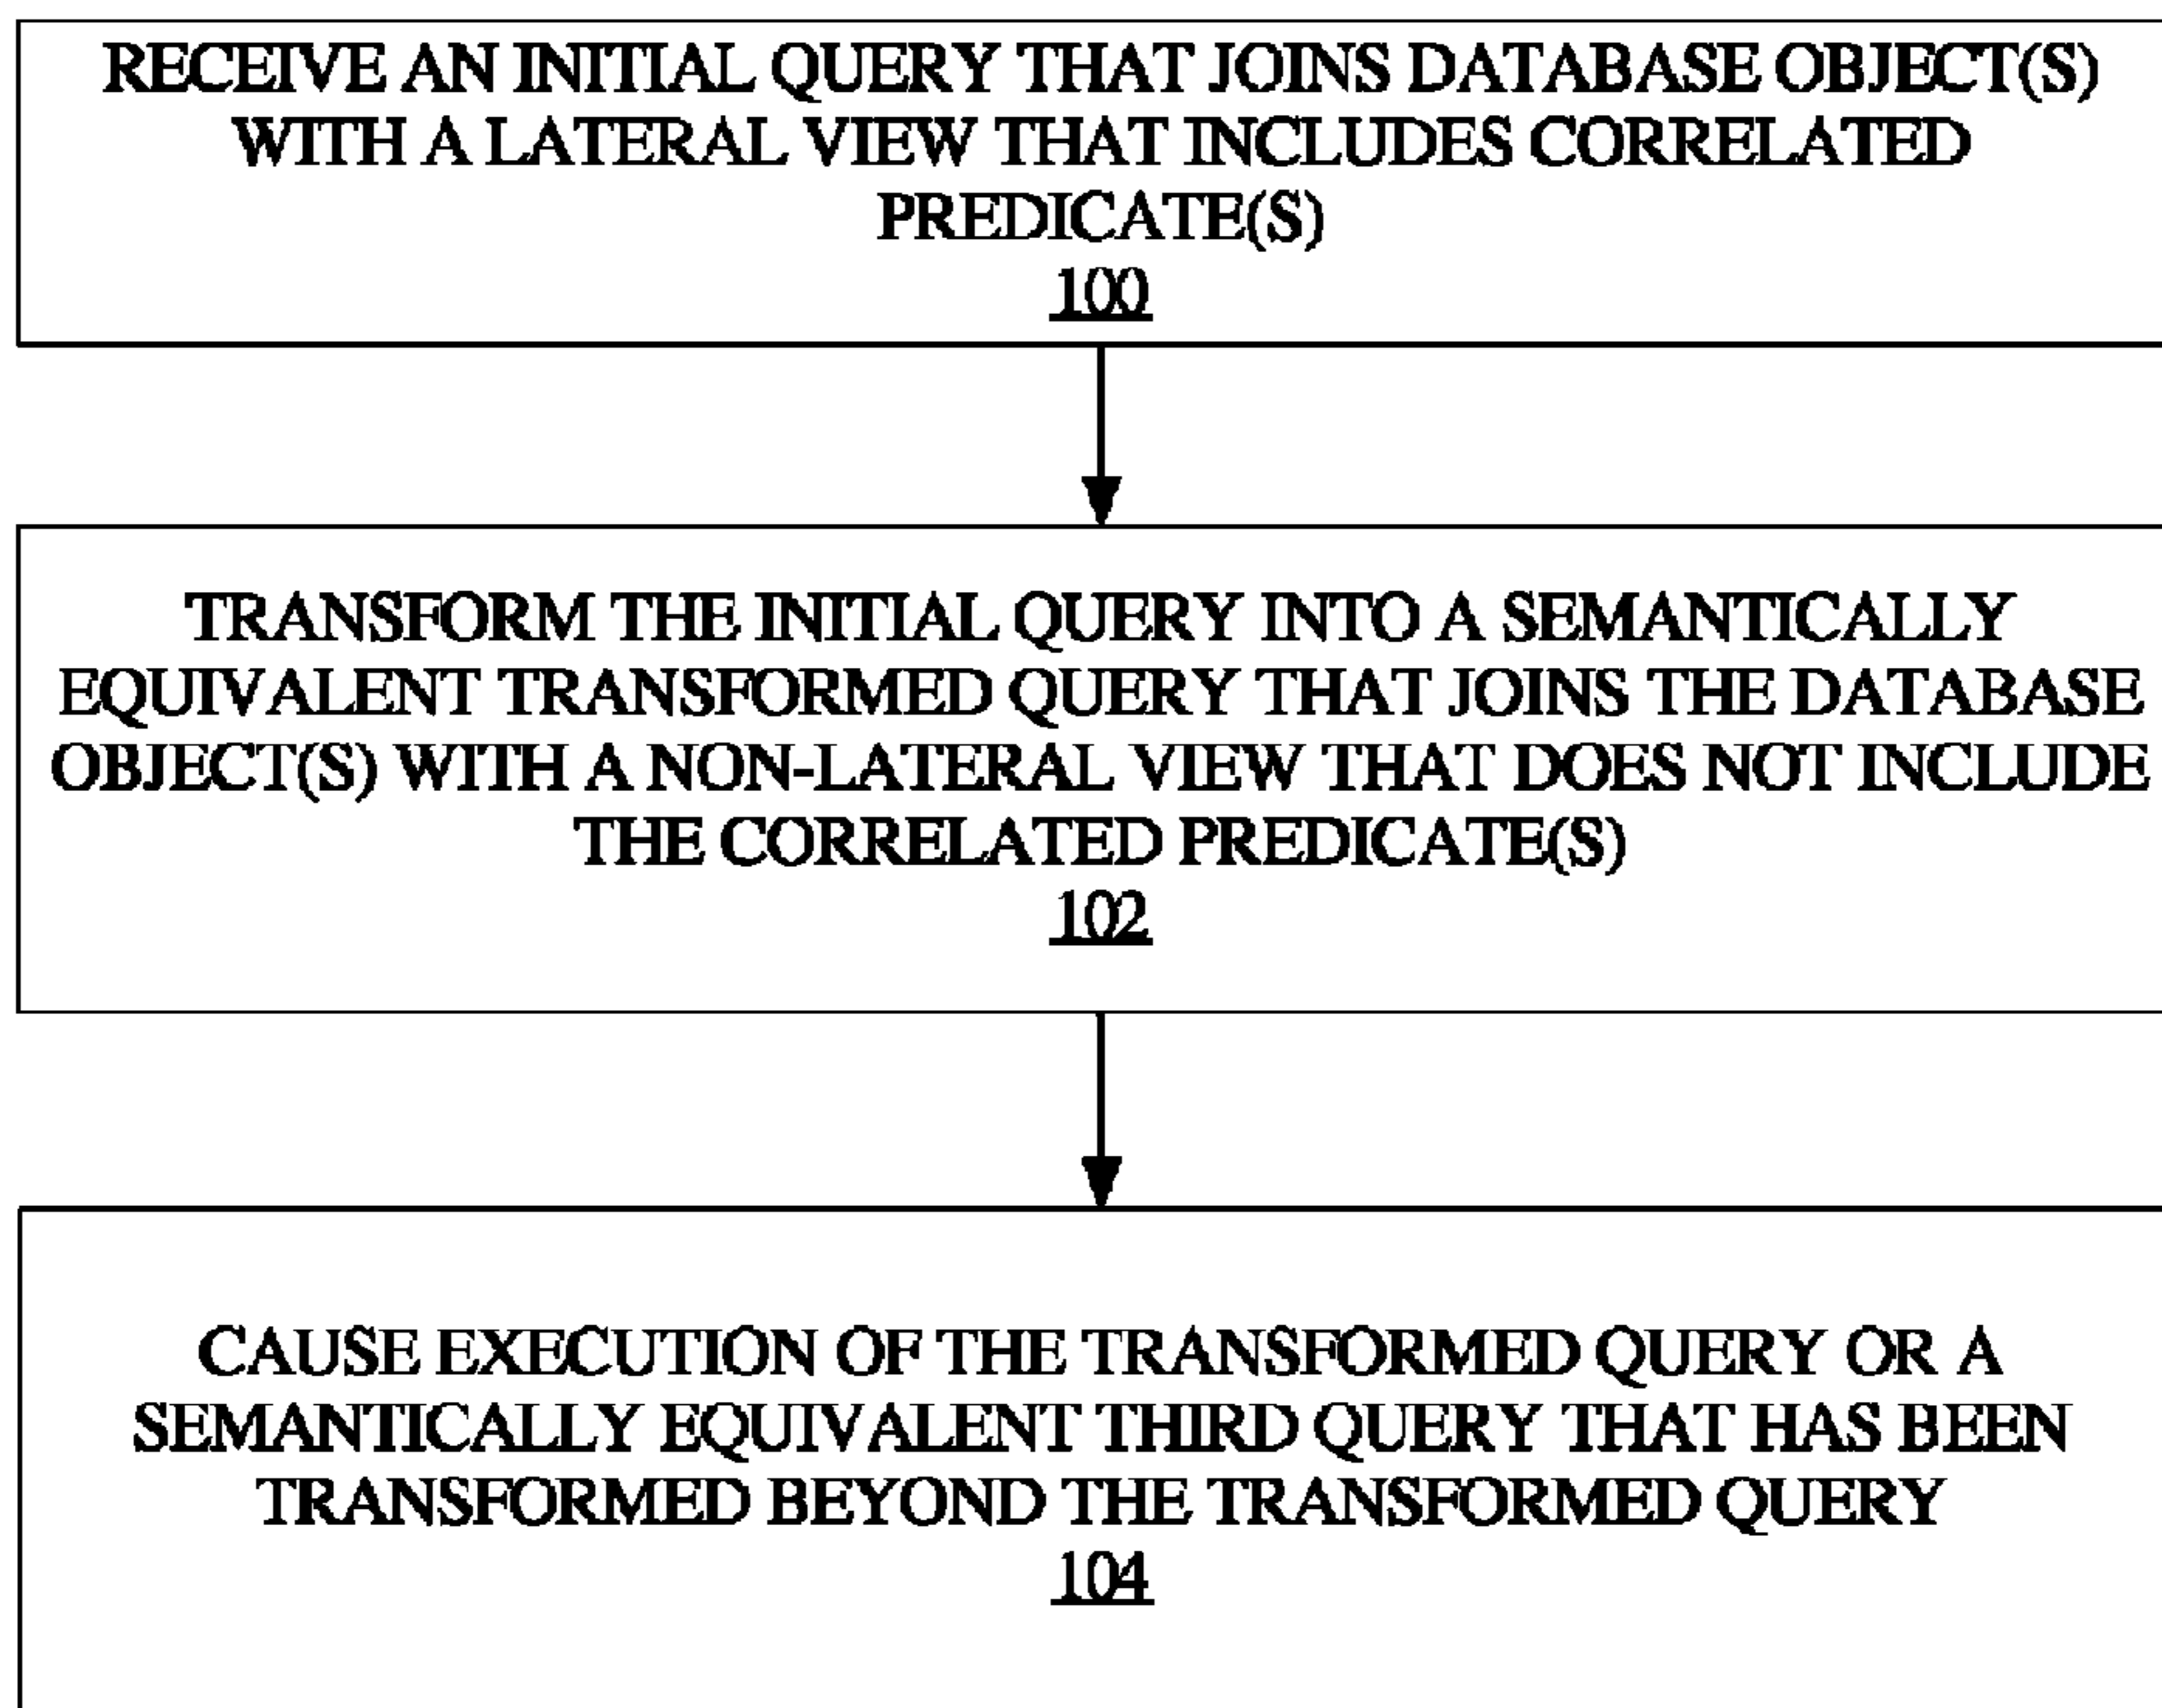 RECEIVE AN INITIAL QUERY THAT JOINS DATABASE OBJECT(S)
WITH A LATERAL VIEW THAT INCLUDES CORRELATED
PREDICATE(S)
100
TRANSFORM THE INITIAL QUERY INTO A SEMANTICALLY
EQUIVALENT TRANSFORMED QUERY THAT JOINS THE DATABASE
OBJECT(S) WITH A NON-LATERAL VIEW THAT DOES NOT INCLUDE
THE CORRELATED PREDICATE(S)
102
CAUSE EXECUTION OF THE TRANSFORMED QUERY OR A
SEMANTICALLY EQUIVALENT THIRD QUERY THAT HAS BEEN
TRANSFORMED BEYOND THE TRANSFORMED QUERY
104